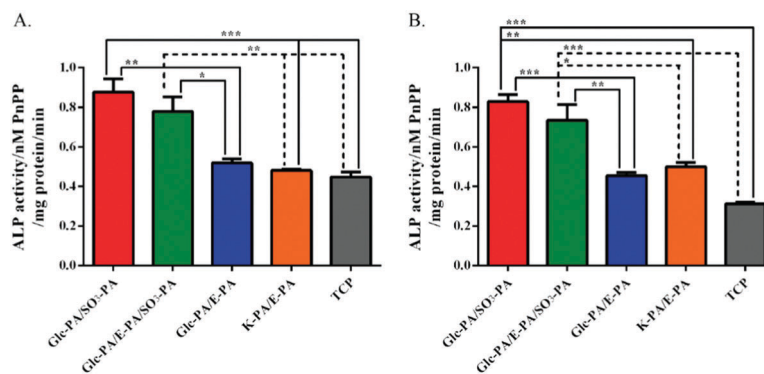 A.
***
**
**
*
ALP activity/nM PnPP
/mg protein/min
1.0
0.8
0.6
0.4
0.2
0.0
Glc-PA/SO₃-PA
Glc-PA/E-PA/SO₃-PA
Glc-PA/E-PA
K-PA/E-PA
TCP
B.
***
**
***
*
***
**
ALP activity/nM PnPP
/mg protein/min
1.0
0.8
0.6
0.4
0.2
0.0
Glc-PA/SO₃-PA
Glc-PA/E-PA/SO₃-PA
Glc-PA/E-PA
K-PA/E-PA
TCP